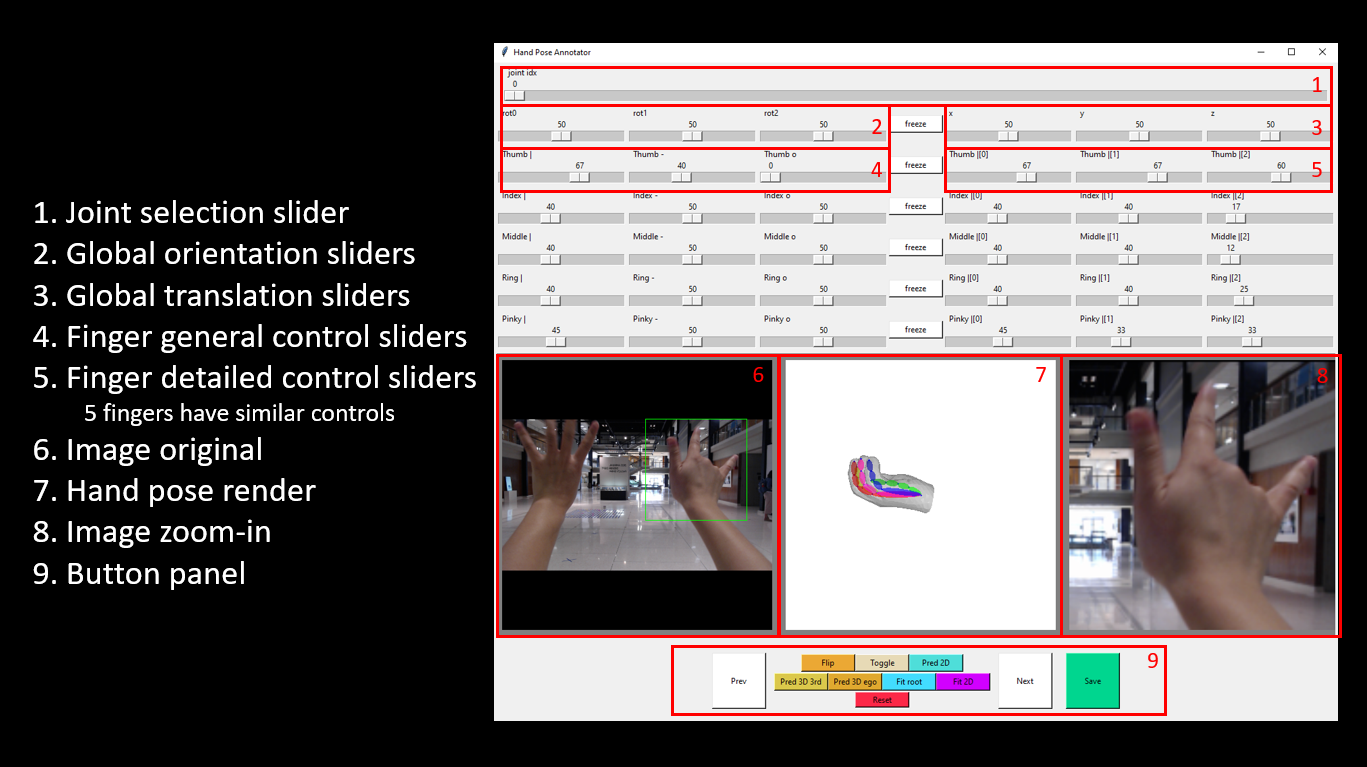 1. Joint selection slider
2. Global orientation sliders
3. Global translation sliders
4. Finger general control sliders
5. Finger detailed control sliders
5 fingers have similar controls
6. Image original
7. Hand pose render
8. Image zoom-in
9. Button panel
Hand Pose Annotator
joint idx
0
1
rot0 rot1 rot2 x y z
50 50 50 2 freeze 50 50 50 3
Thumb | Thumb - Thumb o Thumb |[0] Thumb |[1] Thumb |[2]
67 40 0 4 freeze 67 67 60 5
Index | Index - Index o Index |[0] Index |[1] Index |[2]
40 50 50 freeze 40 40 17
Middle | Middle - Middle o Middle |[0] Middle |[1] Middle |[2]
40 50 50 freeze 40 40 12
Ring | Ring - Ring o Ring |[0] Ring |[1] Ring |[2]
40 50 50 freeze 40 40 25
Pinky | Pinky - Pinky o Pinky |[0] Pinky |[1] Pinky |[2]
45 50 50 freeze 45 33 33
6 7 8
9
Flip Toggle Pred 2D
Prev Pred 3D 3rd Pred 3D ego Fit root Fit 2D Next Save
Reset